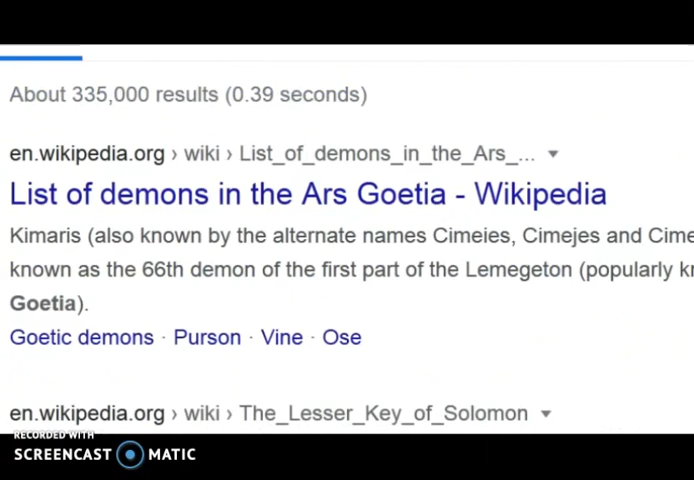 About 335,000 results (0.39 seconds)
en.wikipedia.org › wiki › List_of_demons_in_the_Ars_...
List of demons in the Ars Goetia - Wikipedia
Kimaris (also known by the alternate names Cimeies, Cimejes and Cime
known as the 66th demon of the first part of the Lemegeton (popularly kn
Goetia).
Goetic demons · Purson · Vine · Ose
en.wikipedia.org › wiki › The_Lesser_Key_of_Solomon
RECORDED WITH
SCREENCAST MATIC